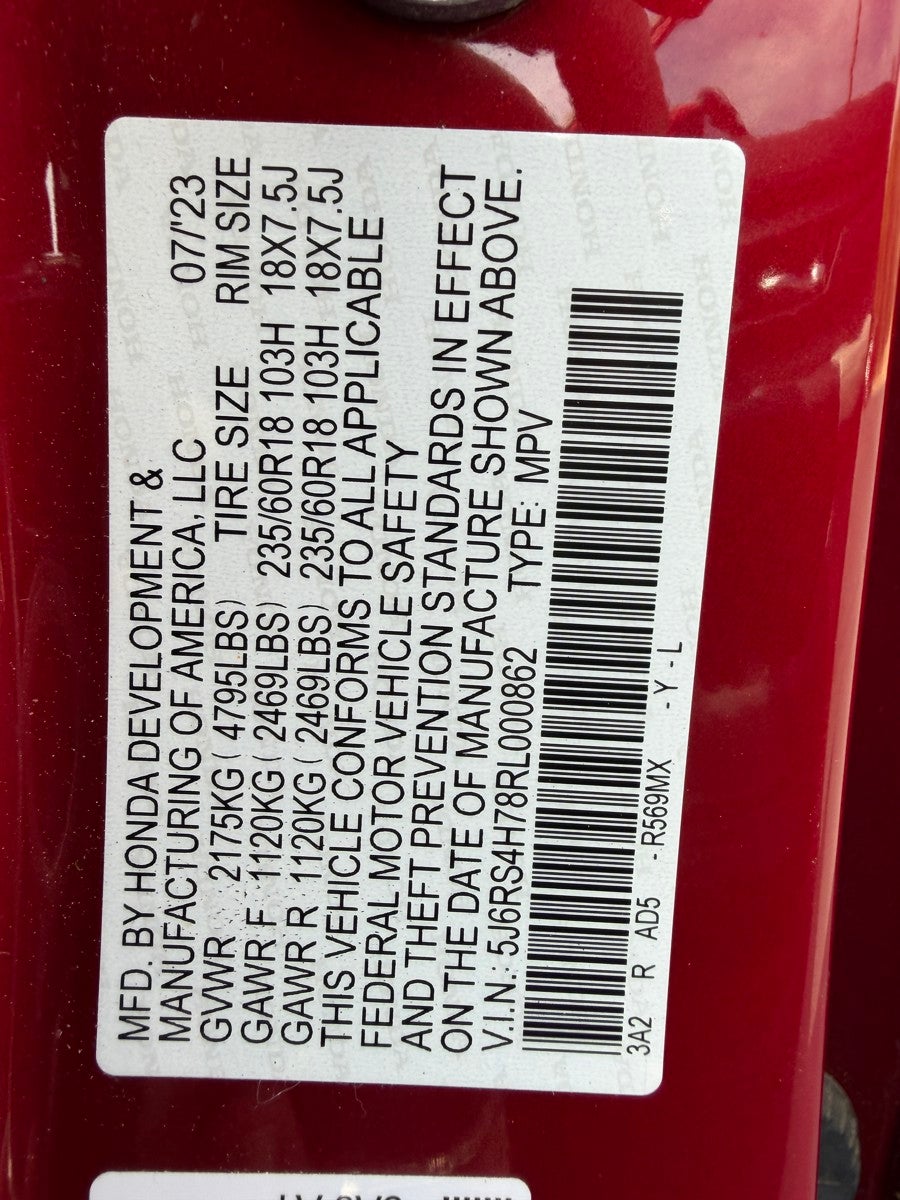 MFD. BY HONDA DEVELOPMENT &
MANUFACTURING OF AMERICA, LLC 07/'23
GVWR 2175KG ( 4795LBS) TIRE SIZE RIM SIZE
GAWR F 1120KG ( 2469LBS) 235/60R18 103H 18X7.5J
GAWR R 1120KG ( 2469LBS) 235/60R18 103H 18X7.5J
THIS VEHICLE CONFORMS TO ALL APPLICABLE
FEDERAL MOTOR VEHICLE SAFETY
AND THEFT PREVENTION STANDARDS IN EFFECT
ON THE DATE OF MANUFACTURE SHOWN ABOVE.
V.I.N.: 5J6RS4H78RL000862 TYPE: MPV
3A2 R AD5 - R569MX - Y - L